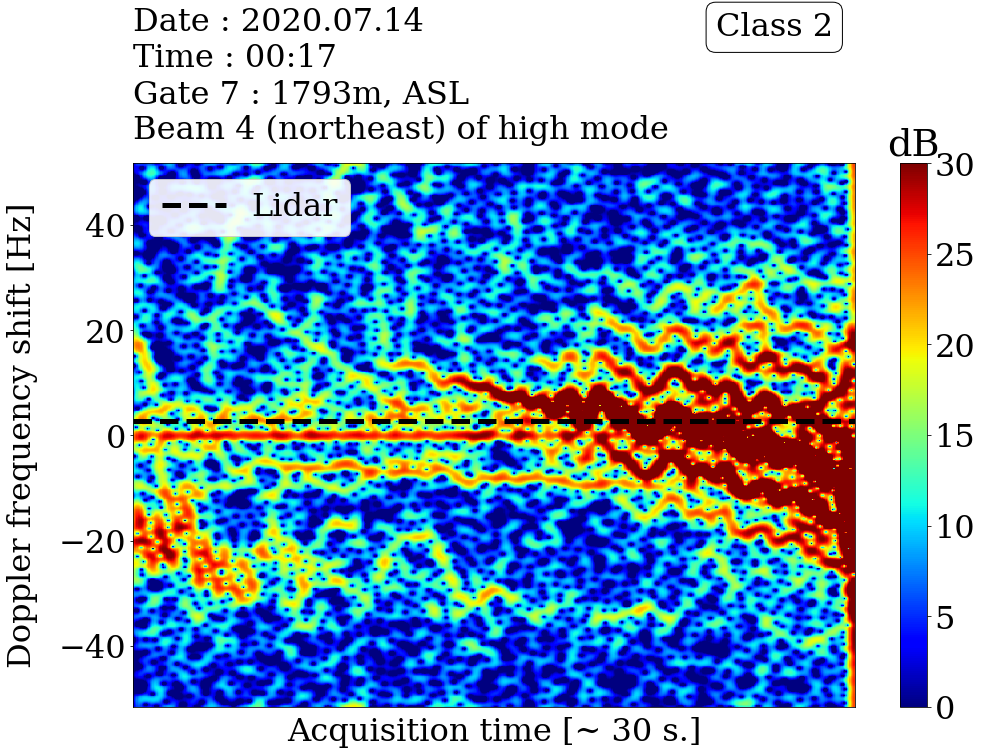 Date : 2020.07.14
Time : 00:17
Gate 7 : 1793m, ASL
Beam 4 (northeast) of high mode
Class 2
dB
Lidar
Doppler frequency shift [Hz]
40
20
0
−20
−40
Acquisition time [~ 30 s.]
30
25
20
15
10
5
0